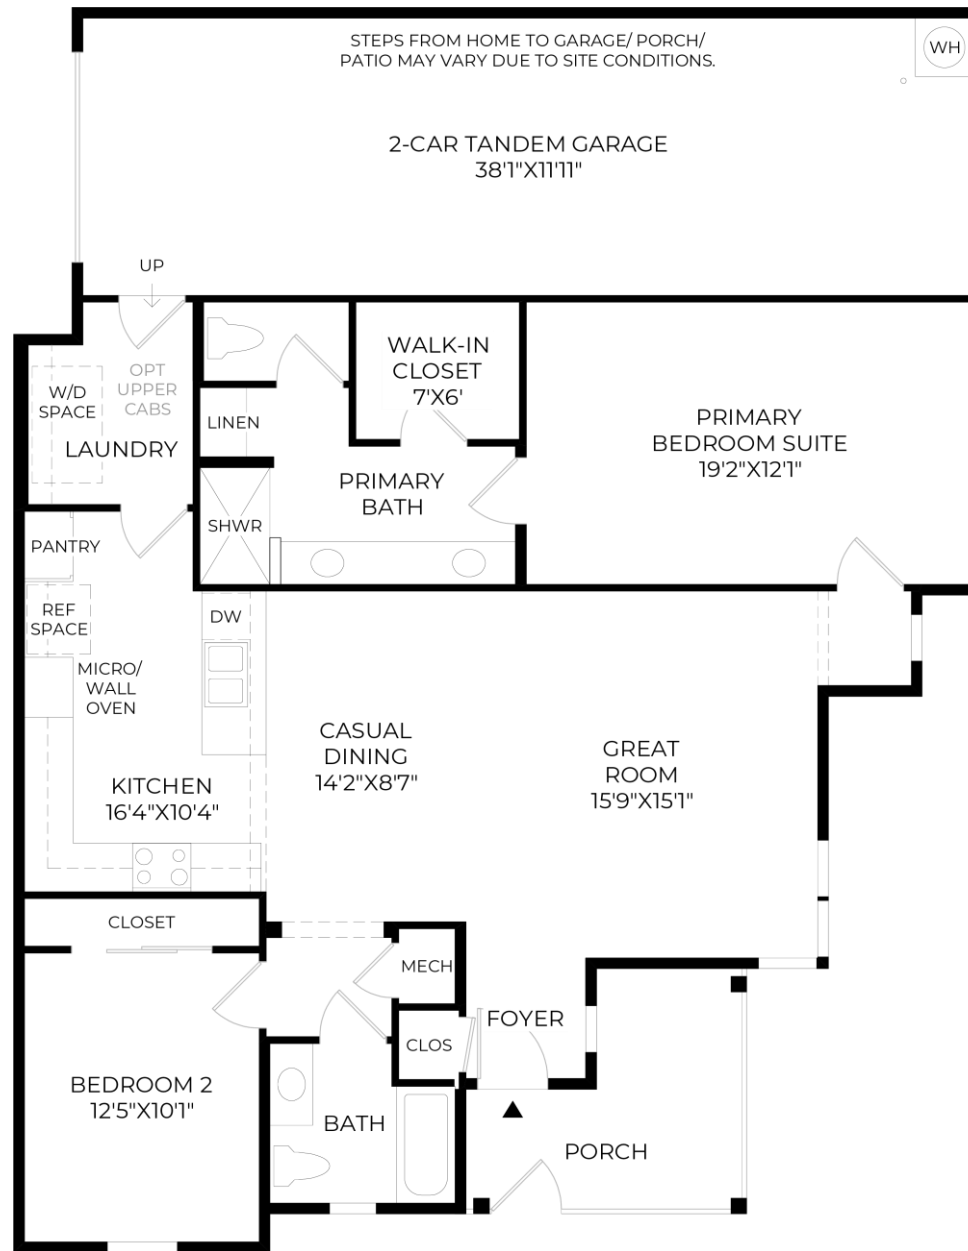 STEPS FROM HOME TO GARAGE/ PORCH/
PATIO MAY VARY DUE TO SITE CONDITIONS.
WH
2-CAR TANDEM GARAGE
38'1"X11'11"
UP
OPT
UPPER
CABS
W/D
SPACE
LAUNDRY
LINEN
SHWR
WALK-IN
CLOSET
7'X6'
PRIMARY
BATH
PRIMARY
BEDROOM SUITE
19'2"X12'1"
PANTRY
REF
SPACE
DW
MICRO/
WALL
OVEN
KITCHEN
16'4"X10'4"
CASUAL
DINING
14'2"X8'7"
GREAT
ROOM
15'9"X15'1"
CLOSET
MECH
CLOS
FOYER
BEDROOM 2
12'5"X10'1"
BATH
PORCH